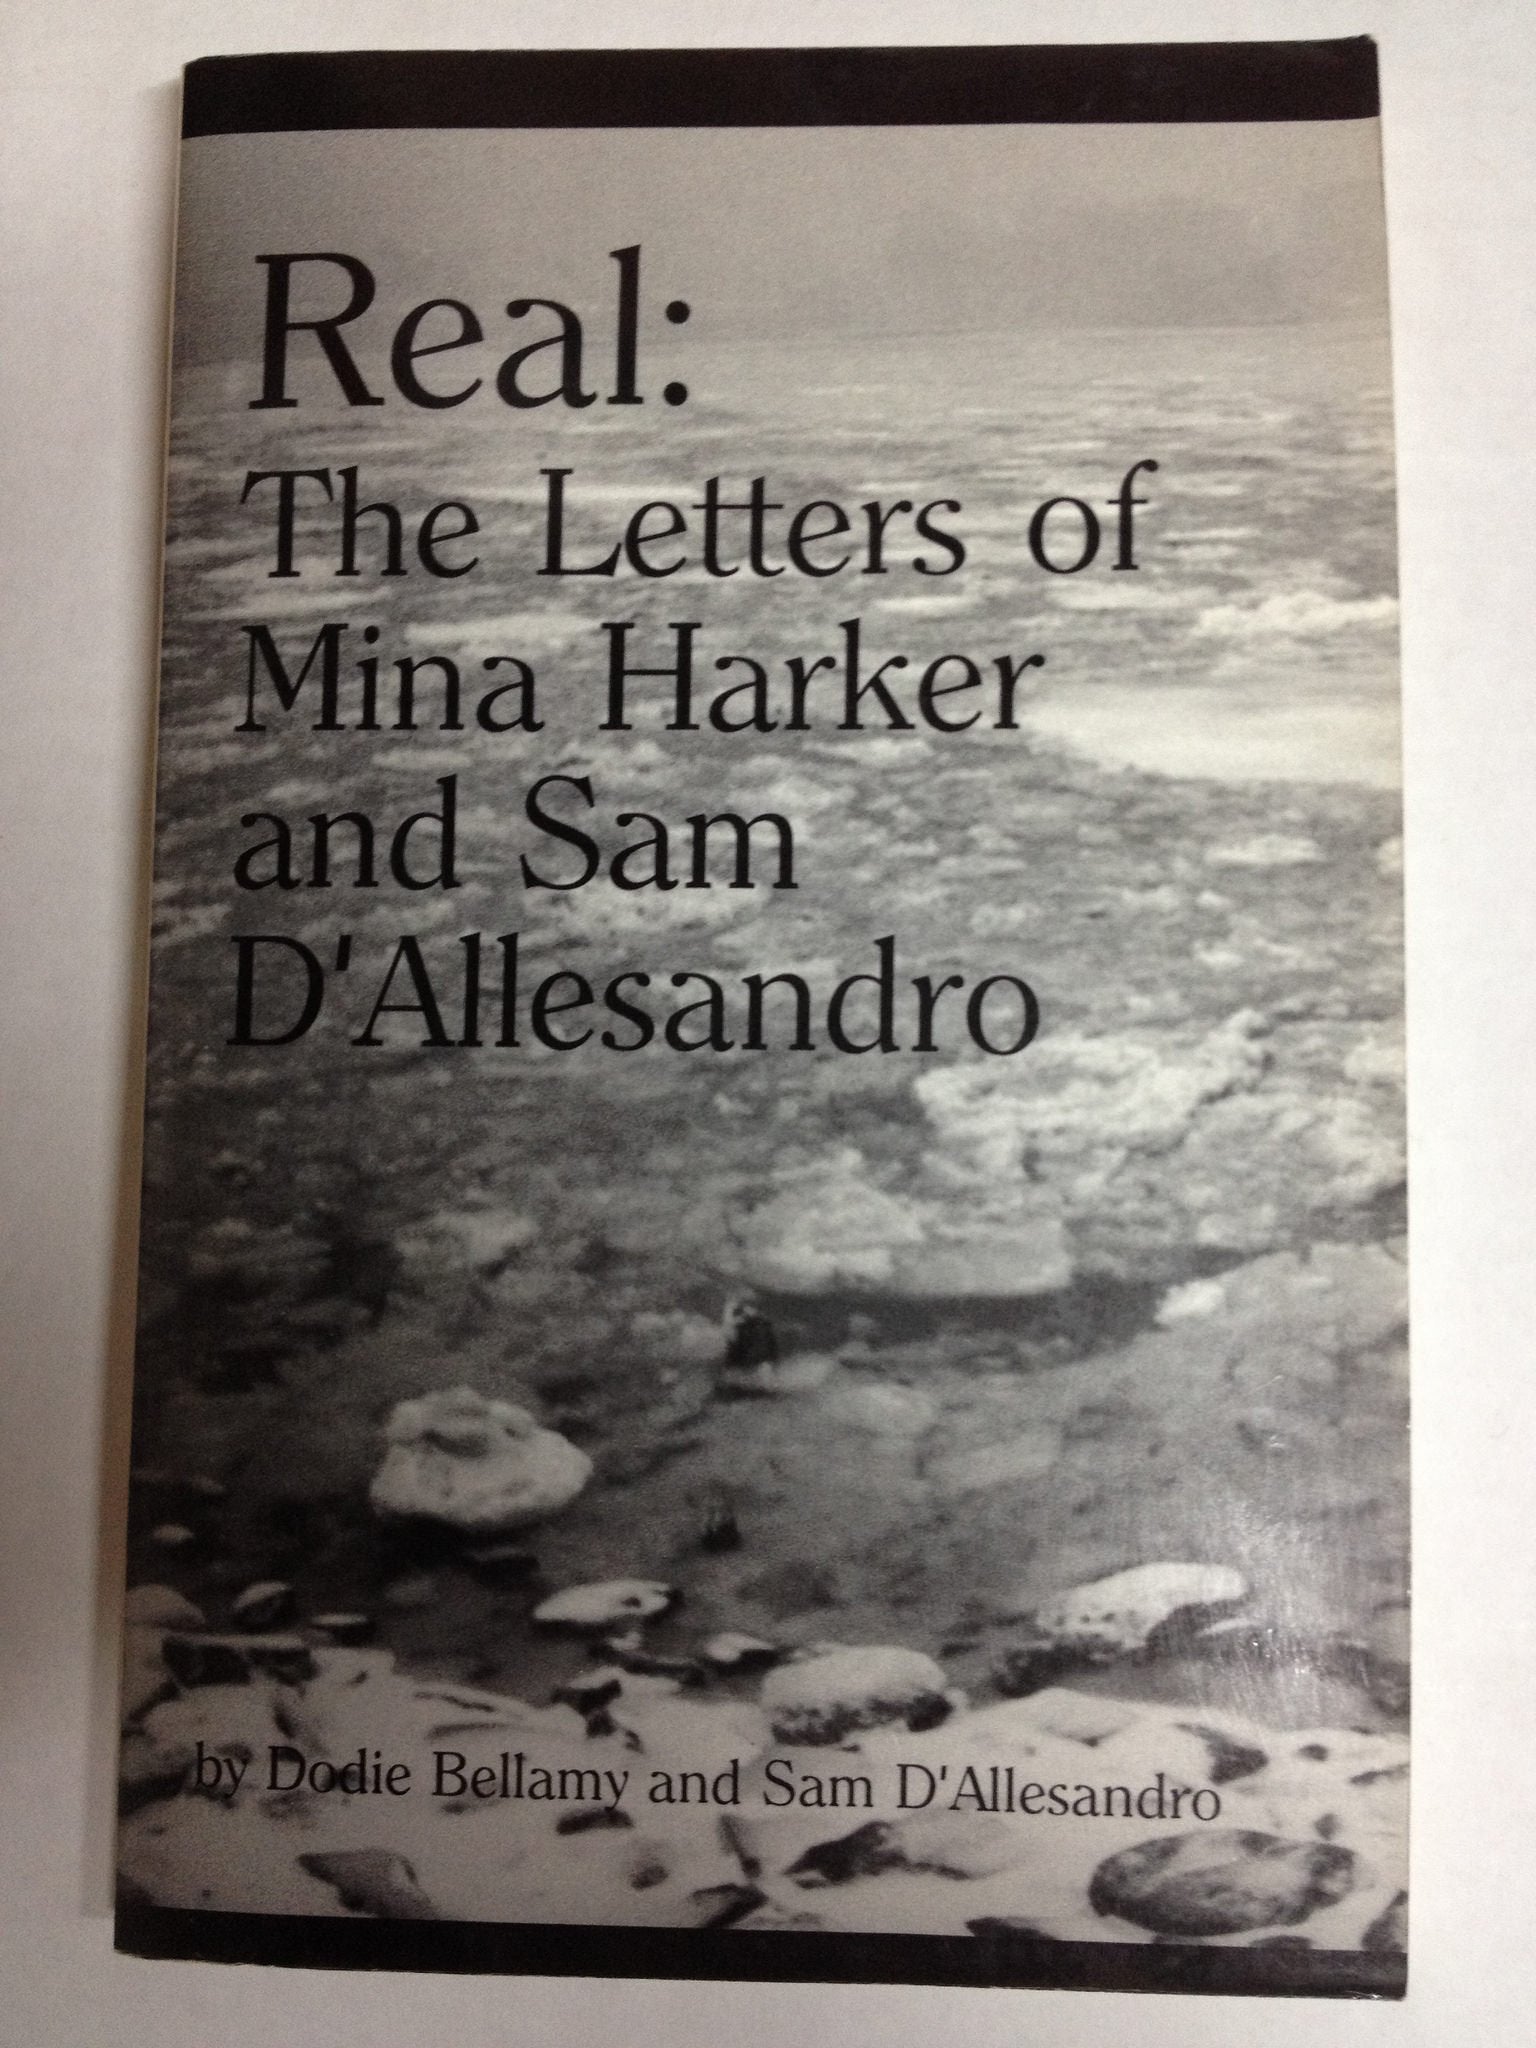 Real:
The Letters of
Mina Harker
and Sam
D'Allesandro
by Dodie Bellamy and Sam D'Allesandro